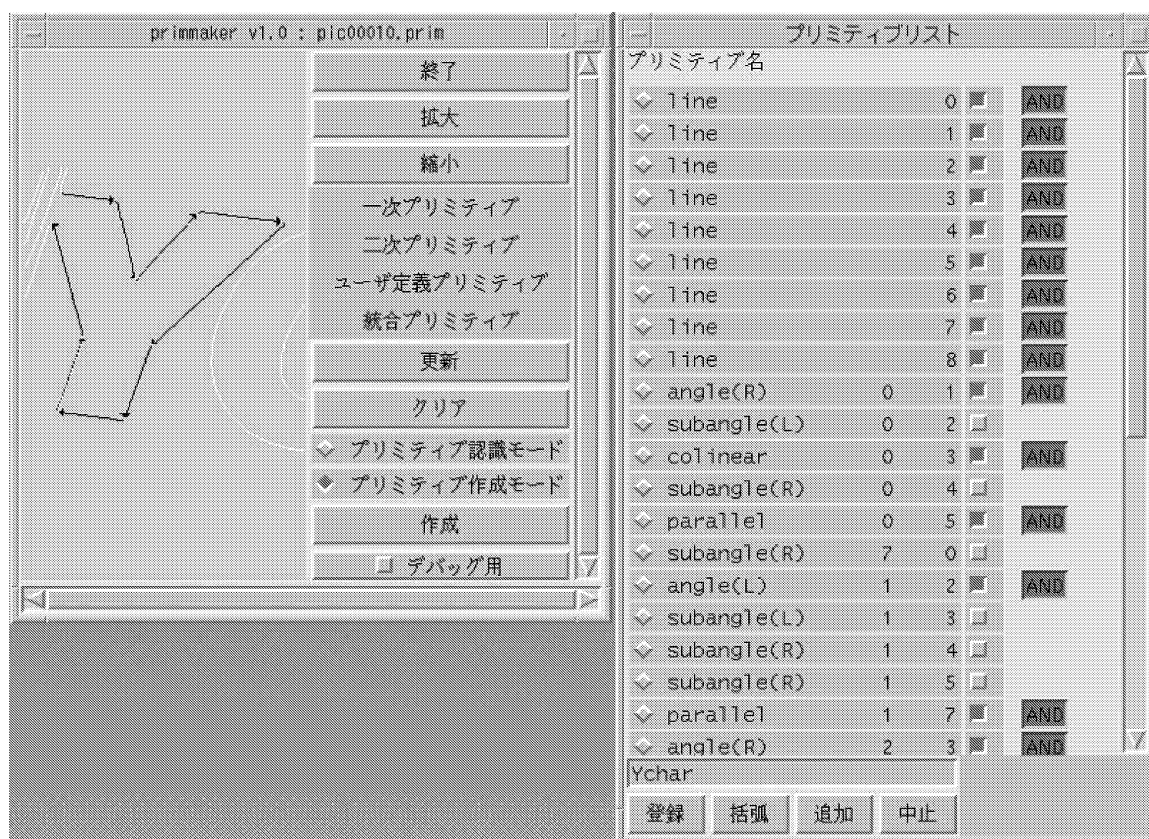 primmaker v1.0 : pic00010.prim
終了
拡大
縮小
一次プリミティブ
二次プリミティブ
ユーザ定義プリミティブ
統合プリミティブ
更新
クリア
プリミティブ認識モード
プリミティブ作成モード
作成
デバッグ用
プリミティブリスト
プリミティブ名
line 0 AND
line 1 AND
line 2 AND
line 3 AND
line 4 AND
line 5 AND
line 6 AND
line 7 AND
line 8 AND
angle(R) 0 1 AND
subangle(L) 0 2
colinear 0 3 AND
subangle(R) 0 4
parallel 0 5 AND
subangle(R) 7 0
angle(L) 1 2 AND
subangle(L) 1 3
subangle(R) 1 4
subangle(R) 1 5
parallel 1 7 AND
angle(R) 2 3 AND
Ychar
登録 括弧 追加 中止